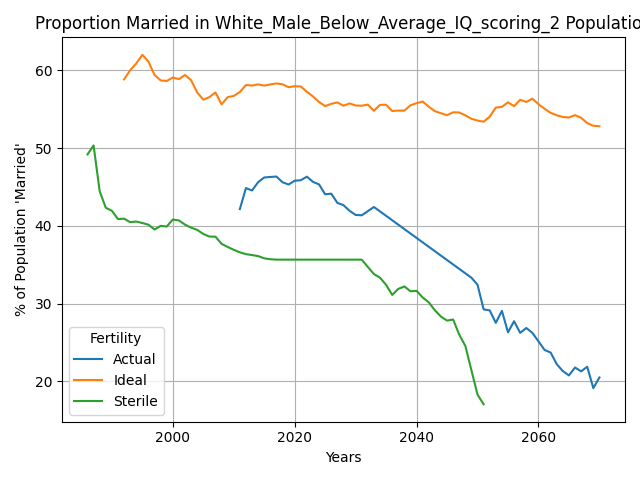 Proportion Married in White_Male_Below_Average_IQ_scoring_2 Populatio
% of Population 'Married'
60
50
40
30
20
Fertility
Actual
Ideal
Sterile
2000 2020 2040 2060
Years